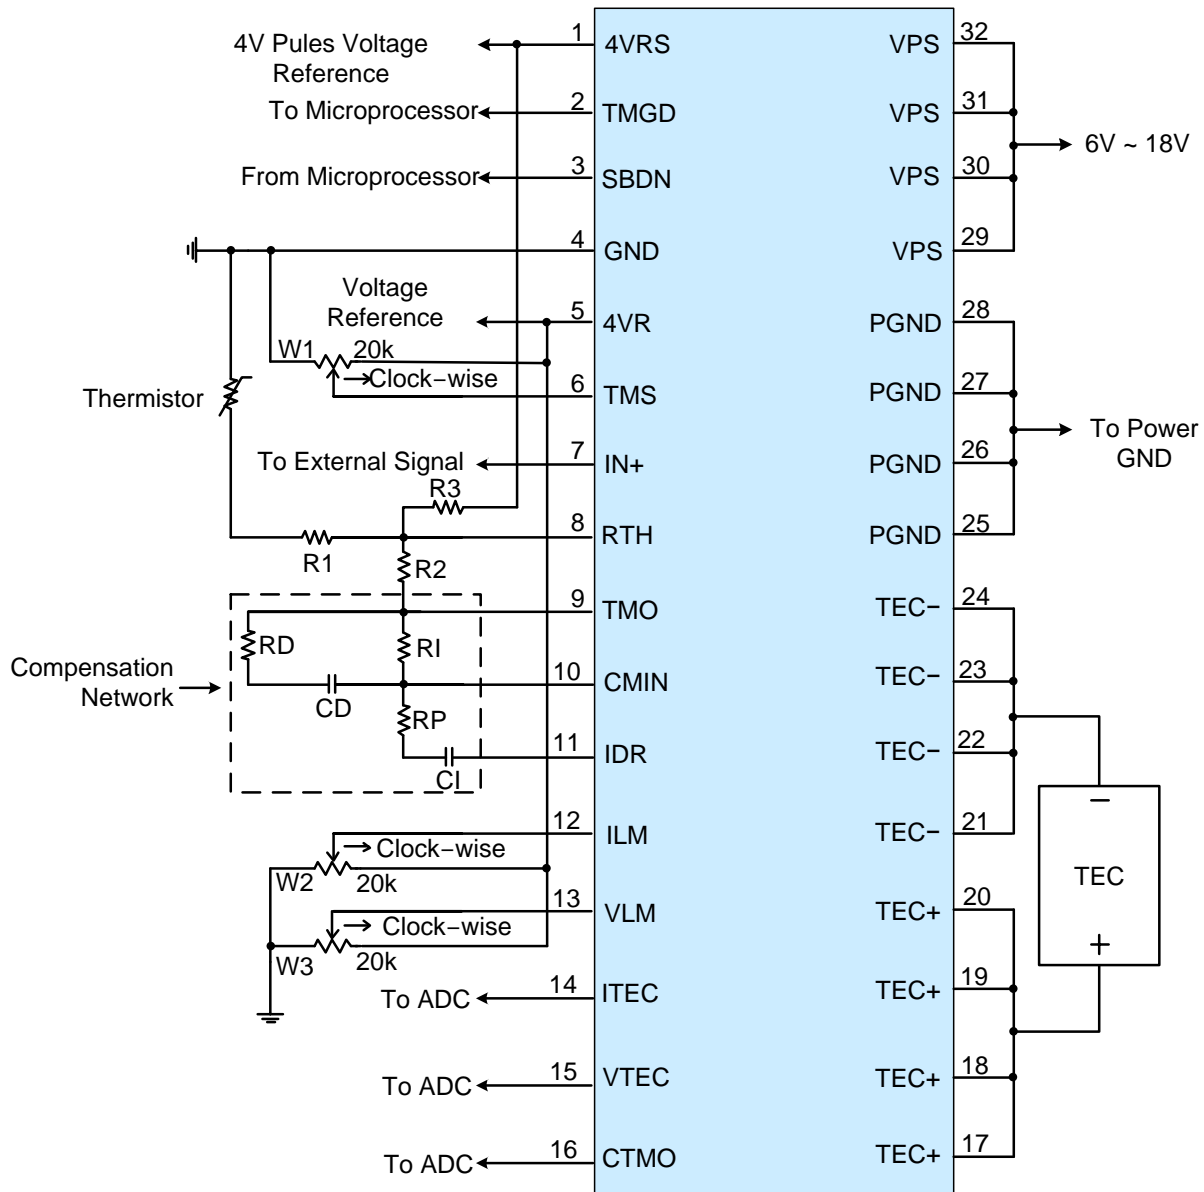 4V Pules Voltage
Reference
1
4VRS
VPS
32
To Microprocessor
2
TMGD
VPS
31
6V ~ 18V
From Microprocessor
3
SBDN
VPS
30
4
GND
VPS
29
Voltage
Reference
5
4VR
PGND
28
W1
20k
Clock−wise
Thermistor
6
TMS
PGND
27
To Power
GND
To External Signal
7
IN+
PGND
26
R3
8
RTH
PGND
25
R1
R2
9
TMO
TEC−
24
RD
RI
Compensation
Network
10
CMIN
TEC−
23
CD
RP
11
IDR
TEC−
22
CI
12
ILM
TEC−
21
Clock−wise
W2
20k
−
TEC
+
13
VLM
TEC+
20
Clock−wise
W3
20k
To ADC
14
ITEC
TEC+
19
To ADC
15
VTEC
TEC+
18
To ADC
16
CTMO
TEC+
17